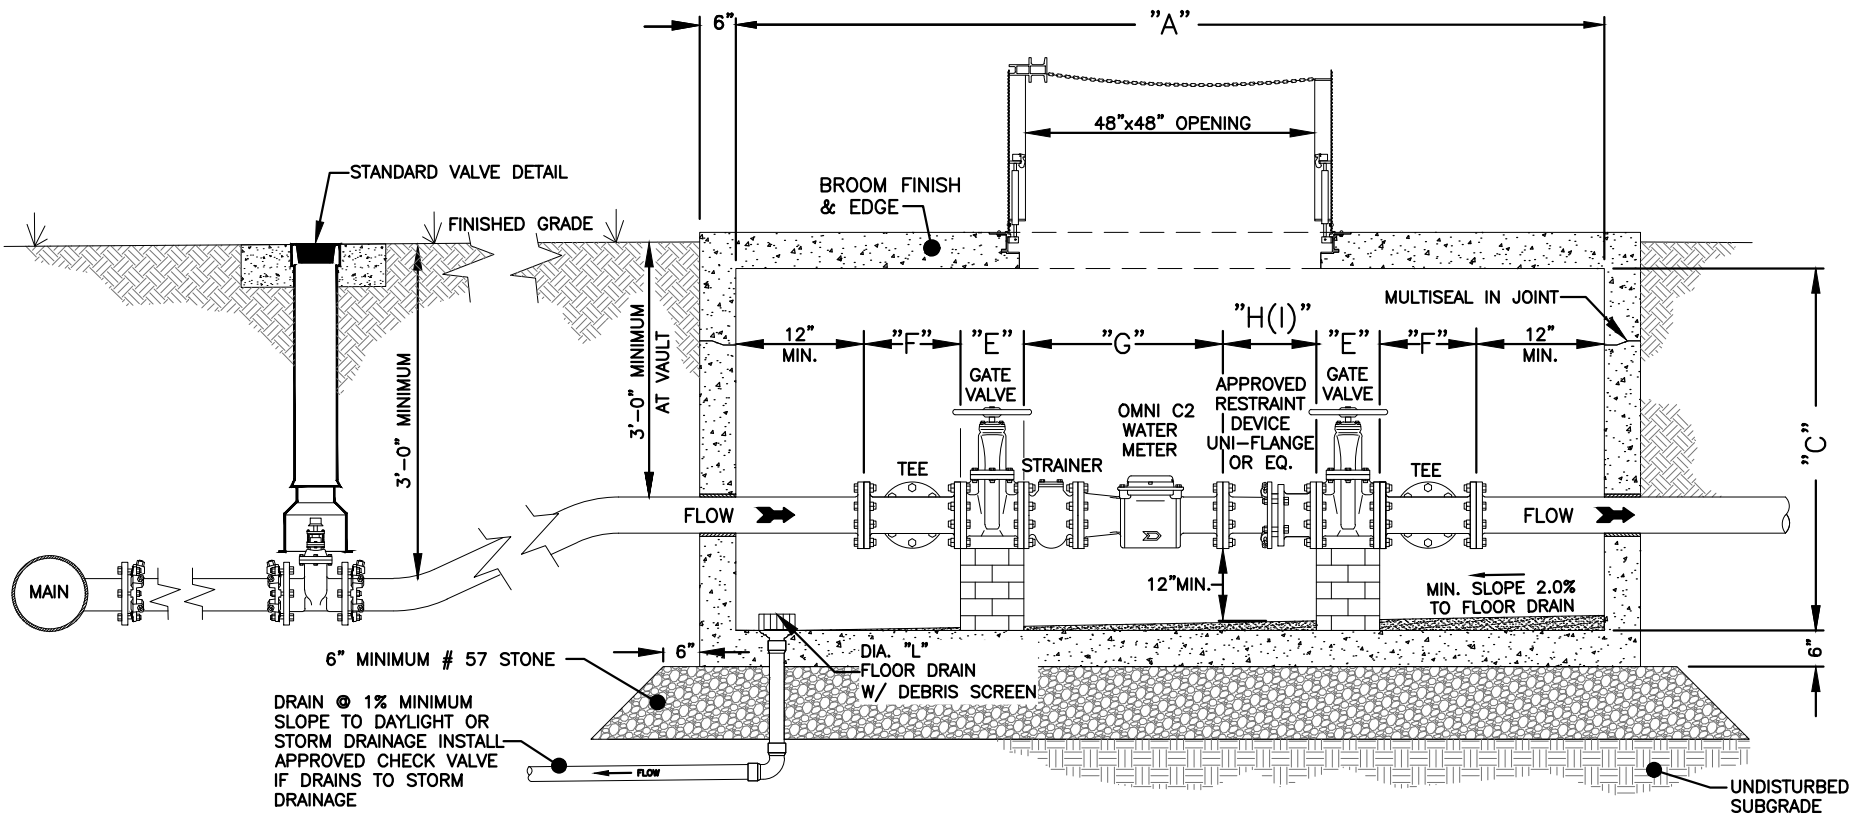 6"
"A"
48"x48" OPENING
STANDARD VALVE DETAIL
BROOM FINISH
& EDGE
FINISHED GRADE
MULTISEAL IN JOINT
"H(I)"
12"
MIN.
"F"
"E"
"G"
"E"
"F"
12"
MIN.
3'-0" MINIMUM
3'-0" MINIMUM
AT VAULT
GATE
VALVE
APPROVED
RESTRAINT
DEVICE
UNI-FLANGE
OR EQ.
GATE
VALVE
OMNI C2
WATER
METER
"C"
TEE
STRAINER
TEE
FLOW
FLOW
MAIN
12"MIN.
MIN. SLOPE 2.0%
TO FLOOR DRAIN
6" MINIMUM # 57 STONE
6"
DIA. "L"
FLOOR DRAIN
W/ DEBRIS SCREEN
6"
DRAIN @ 1% MINIMUM
SLOPE TO DAYLIGHT OR
STORM DRAINAGE INSTALL
APPROVED CHECK VALVE
IF DRAINS TO STORM
DRAINAGE
FLOW
UNDISTURBED
SUBGRADE